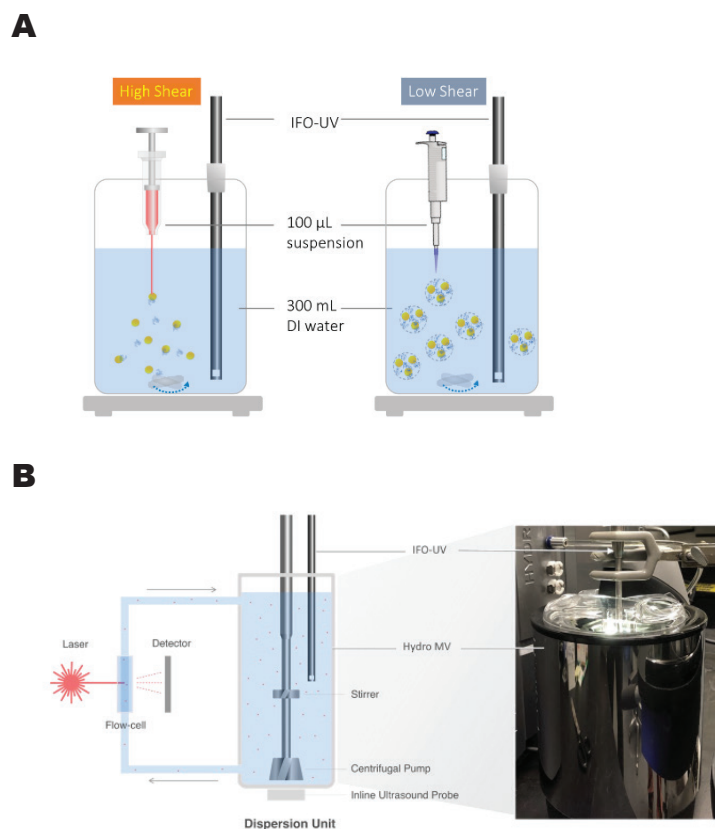 A
High Shear
Low Shear
IFO-UV
100 µL
suspension
300 mL
DI water
B
IFO-UV
HYDR
Laser
Detector
Hydro MV
Stirrer
Flow-cell
Centrifugal Pump
Inline Ultrasound Probe
Dispersion Unit